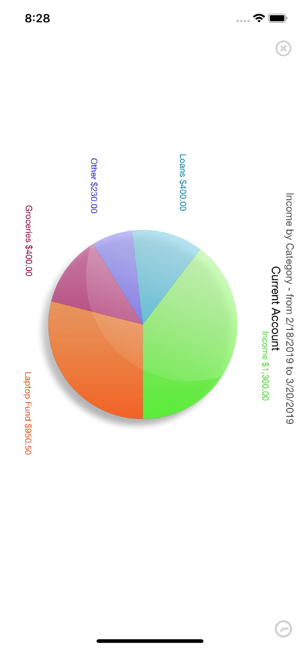 8:28
Income by Category - from 2/18/2019 to 3/20/2019
Current Account
Income $1,300.00
Loans $400.00
Other $230.00
Groceries $400.00
Laptop Fund $950.50